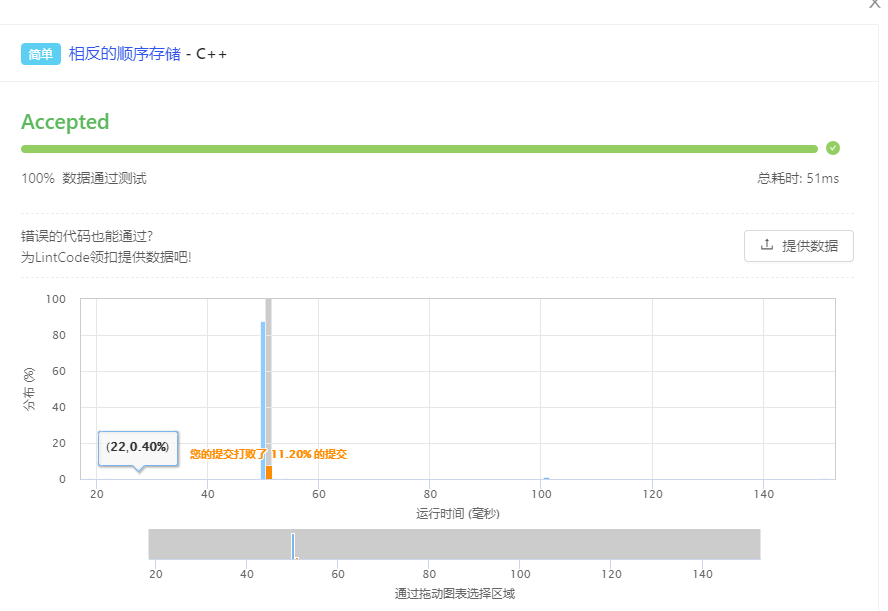 X
简单 相反的顺序存储 - C++
Accepted
100% 数据通过测试
总耗时: 51ms
错误的代码也能通过?
为LintCode领扣提供数据吧!
提供数据
100
80
60
40
20
0
分布 (%)
(22,0.40%)
您的提交打败了 11.20% 的提交
20 40 60 80 100 120 140
运行时间 (毫秒)
20 40 60 80 100 120 140
通过拖动图表选择区域